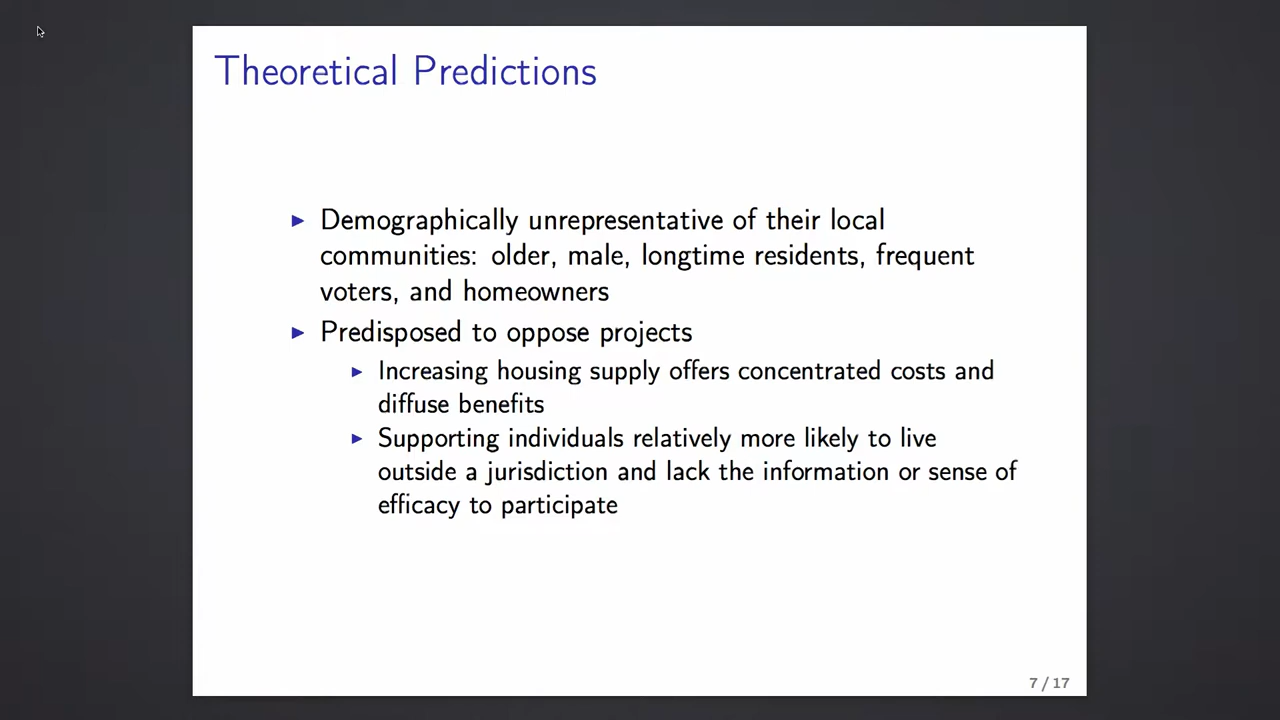 Theoretical Predictions
Demographically unrepresentative of their local
communities: older, male, longtime residents, frequent
voters, and homeowners
Predisposed to oppose projects
Increasing housing supply offers concentrated costs and
diffuse benefits
Supporting individuals relatively more likely to live
outside a jurisdiction and lack the information or sense of
efficacy to participate
7 / 17